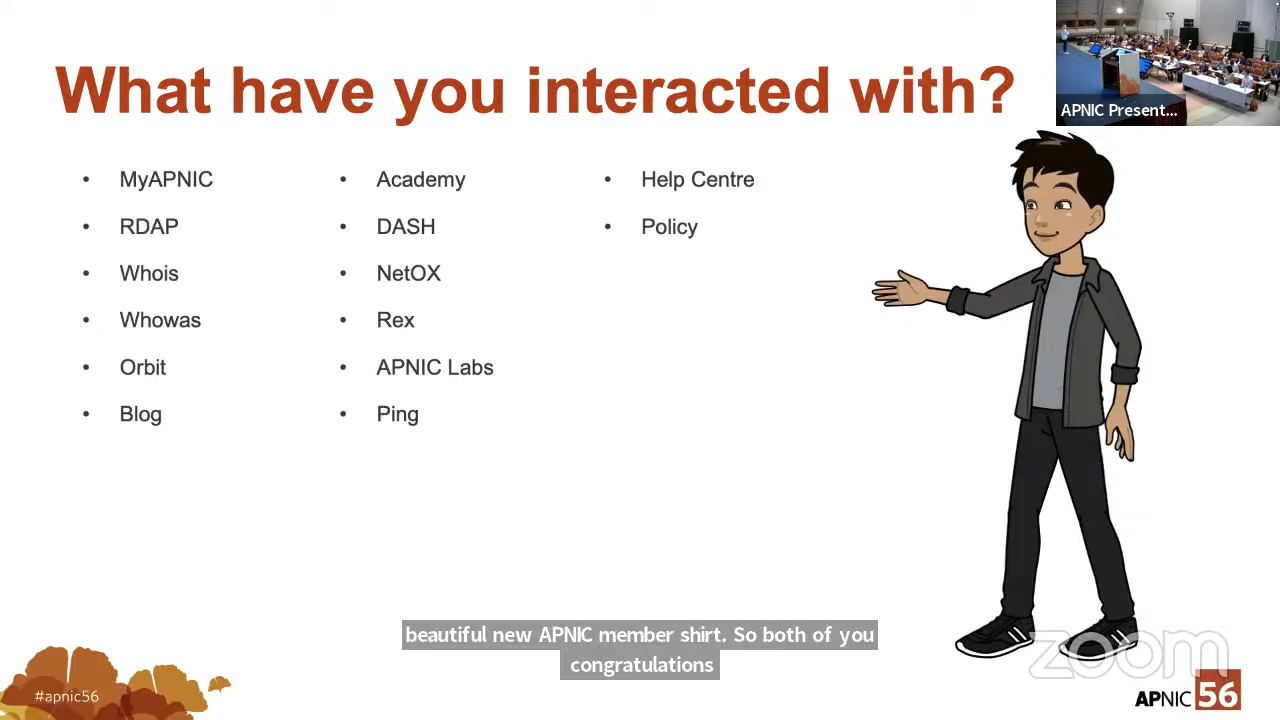 What have you interacted with?
APNIC Present...
• MyAPNIC
• RDAP
• Whois
• Whowas
• Orbit
• Blog
• Academy
• DASH
• NetOX
• Rex
• APNIC Labs
• Ping
• Help Centre
• Policy
beautiful new APNIC member shirt. So both of you
congratulations
zoom
#apnic56
APNIC 56